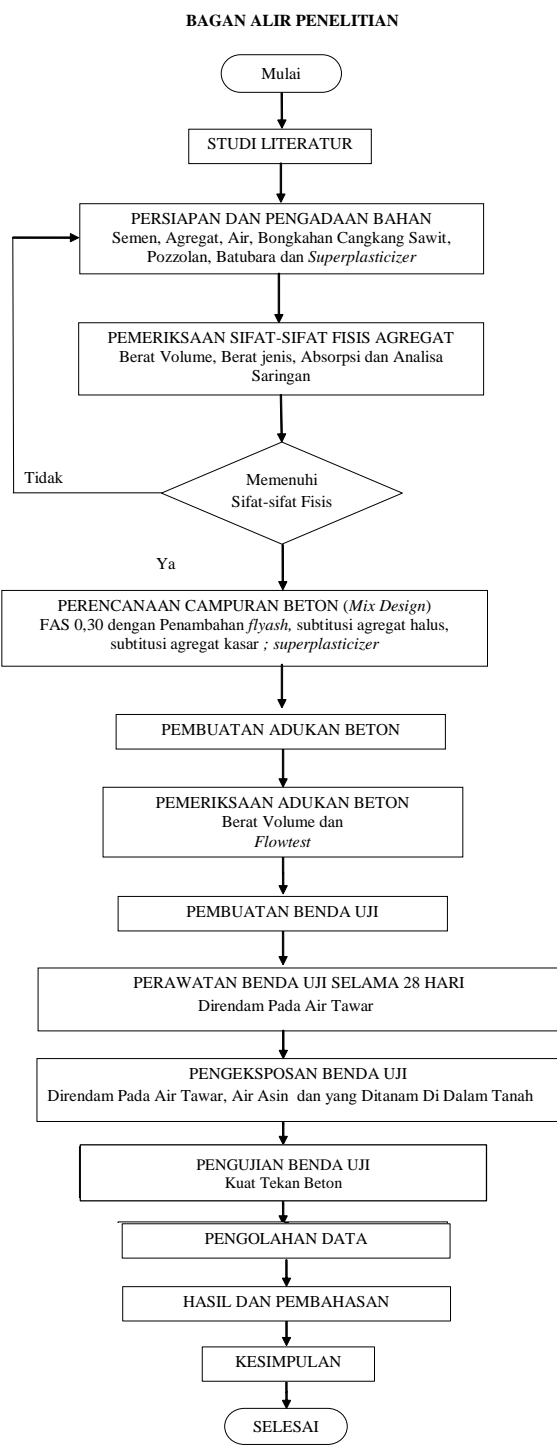 BAGAN ALIR PENELITIAN
Mulai
STUDI LITERATUR
PERSIAPAN DAN PENGADAAN BAHAN
Semen, Agregat, Air, Bongkahan Cangkang Sawit,
Pozzolan, Batubara dan Superplasticizer
PEMERIKSAAN SIFAT-SIFAT FISIS AGREGAT
Berat Volume, Berat jenis, Absorpsi dan Analisa
Saringan
Tidak
Memenuhi
Sifat-sifat Fisis
Ya
PERENCANAAN CAMPURAN BETON (Mix Design)
FAS 0,30 dengan Penambahan flyash, subtitusi agregat halus,
subtitusi agregat kasar ; superplasticizer
PEMBUATAN ADUKAN BETON
PEMERIKSAAN ADUKAN BETON
Berat Volume dan
Flowtest
PEMBUATAN BENDA UJI
PERAWATAN BENDA UJI SELAMA 28 HARI
Direndam Pada Air Tawar
PENGEKSPOSAN BENDA UJI
Direndam Pada Air Tawar, Air Asin dan yang Ditanam Di Dalam Tanah
PENGUJIAN BENDA UJI
Kuat Tekan Beton
PENGOLAHAN DATA
HASIL DAN PEMBAHASAN
KESIMPULAN
SELESAI